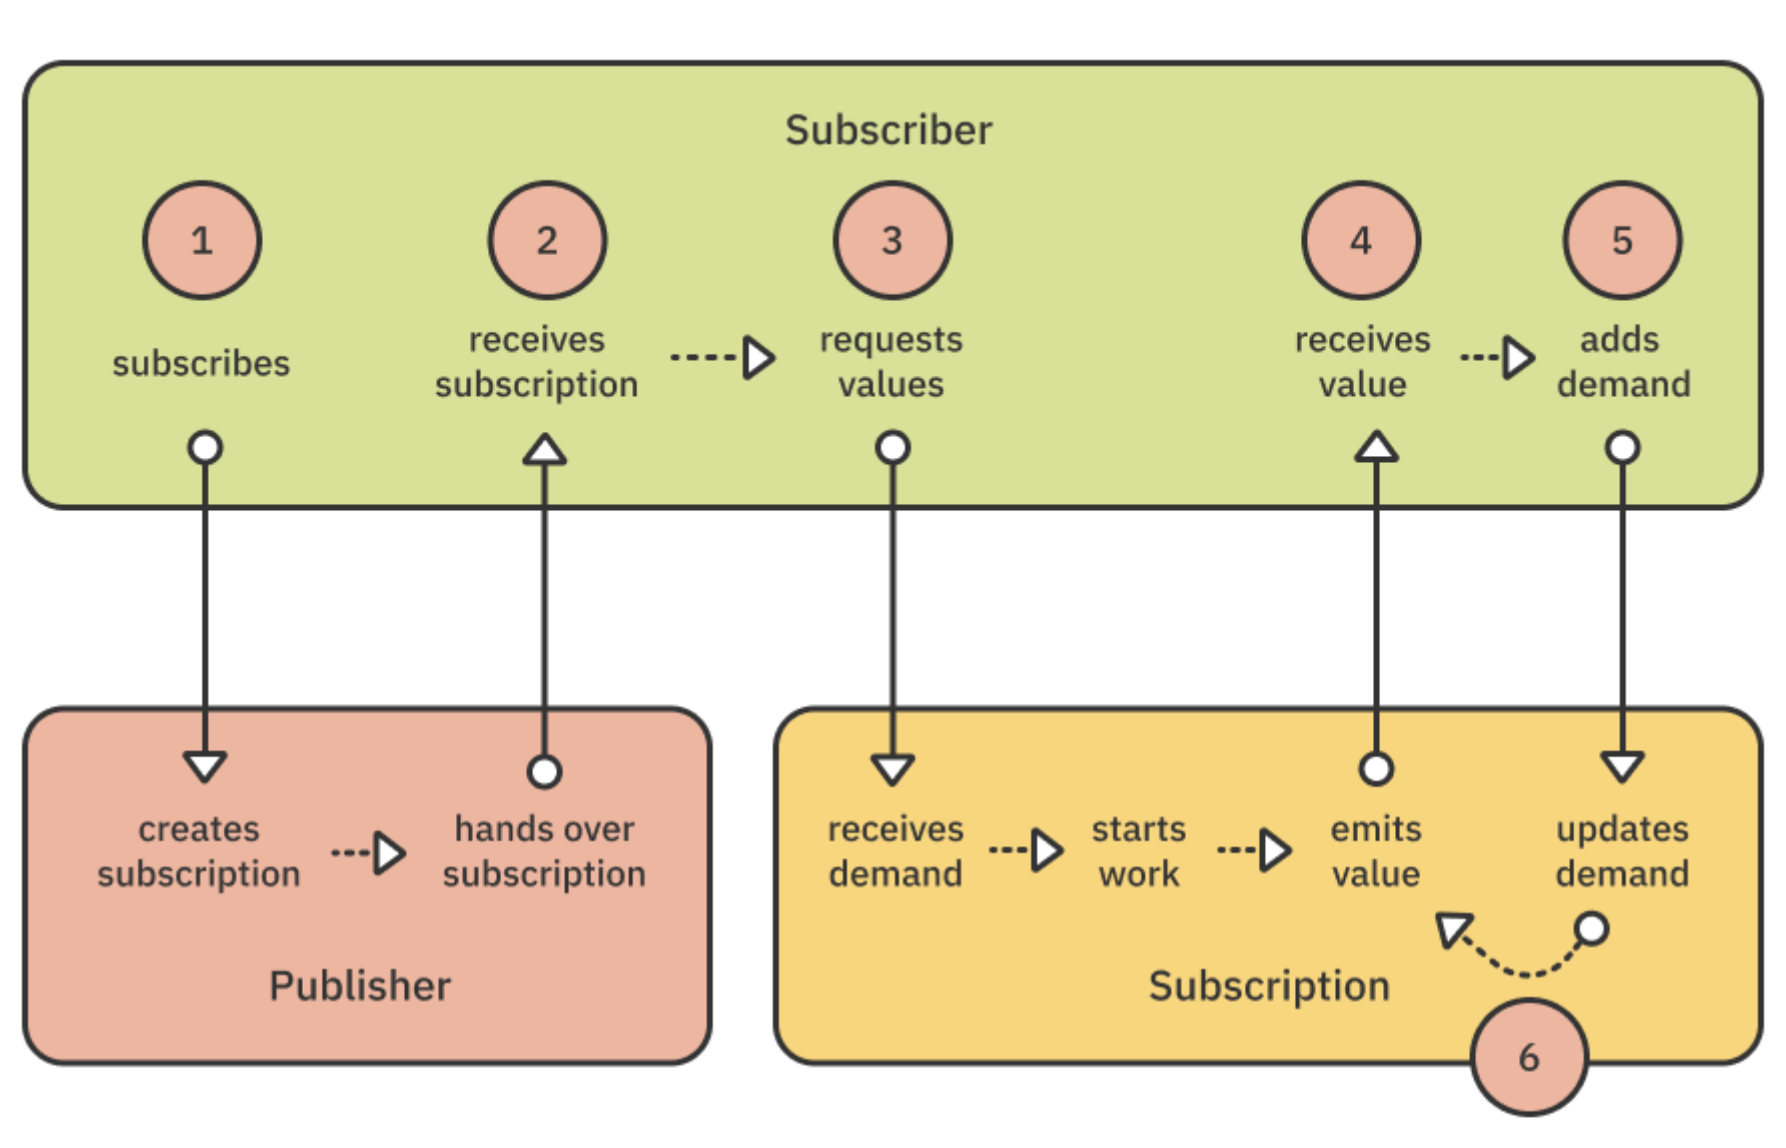 Subscriber
1
2
3
4
5
subscribes
receives
subscription
requests
values
receives
value
adds
demand
creates
subscription
hands over
subscription
receives
demand
starts
work
emits
value
updates
demand
Publisher
Subscription
6